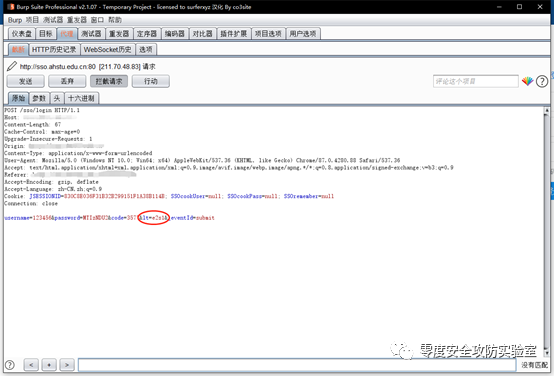 Burp Suite Professional v2.1.07 - Temporary Project - licensed to surferxyz 汉化 By co3site
Burp 项目 测试器 重发器 窗口 帮助
仪表盘 目标 代理 测试器 重发器 定序器 编码器 对比器 插件扩展 项目选项 用户选项
截断 HTTP历史记录 WebSocket历史 选项
http://sso.ahstu.edu.cn:80 [211.70.48.83] 请求
发送 丢弃 拦截请求 行动 评论这个项目
原始 参数 头 十六进制
POST /sso/login HTTP/1.1
Host:
Content-Length: 67
Cache-Control: max-age=0
Upgrade-Insecure-Requests: 1
Origin:
Content-Type: application/x-www-form-urlencoded
User-Agent: Mozilla/5.0 (Windows NT 10.0; Win64; x64) AppleWebKit/537.36 (KHTML, like Gecko) Chrome/87.0.4280.88 Safari/537.36
Accept: text/html,application/xhtml+xml,application/xml;q=0.9,image/avif,image/webp,image/apng,*/*;q=0.8,application/signed-exchange;v=b3;q=0.9
Referer:
Accept-Encoding: gzip, deflate
Accept-Language: zh-CN,zh;q=0.9
Cookie: SSOcookUser=null; SSOcookPass=null; SSOremember=null
Connection: close
username=123456&password=MTIzNDU2&code=357&lt=e2s1&_eventId=submit
? < + > 没有匹配
零度安全攻防实验室